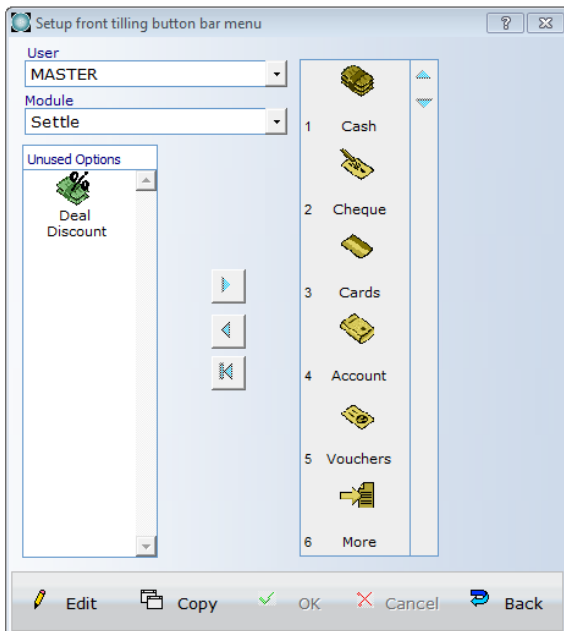 Setup front tilling button bar menu
User
MASTER
Module
Settle
Unused Options
%
Deal
Discount
1 Cash
2 Cheque
3 Cards
4 Account
5 Vouchers
6 More
Edit Copy OK Cancel Back